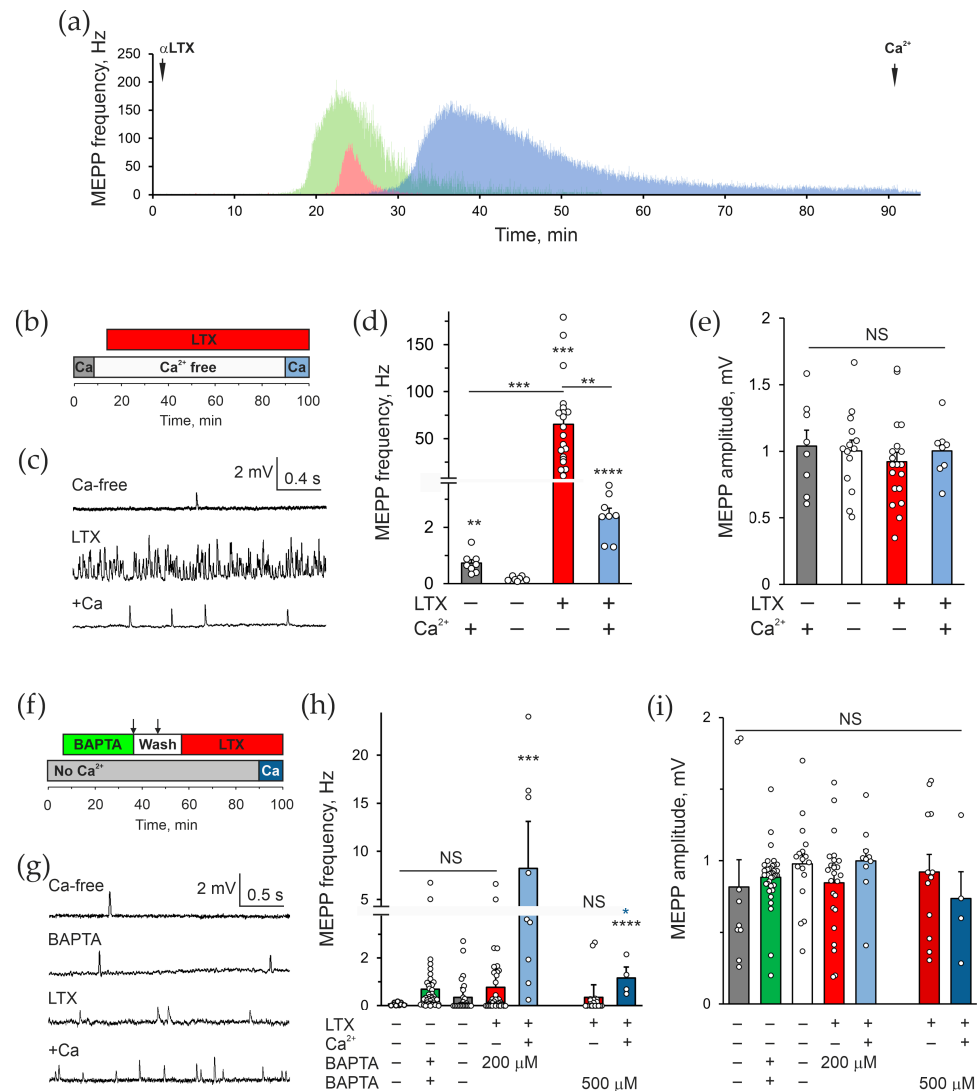 (a)
αLTX
Ca²⁺
MEPP frequency, Hz
250
200
150
100
50
0
0 10 20 30 40 50 60 70 80 90
Time, min
(b)
LTX
Ca Ca²⁺ free Ca
0 20 40 60 80 100
Time, min
(c)
2 mV
0.4 s
Ca-free
LTX
+Ca
(d)
MEPP frequency, Hz
150
100
50
2
0
***
*** **
****
**
LTX – – + +
Ca²⁺ + – – +
(e)
MEPP amplitude, mV
2
1.5
1
0.5
0
NS
LTX – – + +
Ca²⁺ + – – +
(f)
BAPTA Wash LTX
No Ca²⁺ Ca
0 20 40 60 80 100
Time, min
(g)
2 mV
0.5 s
Ca-free
BAPTA
LTX
+Ca
(h)
MEPP frequency, Hz
20
15
10
5
2
0
***
NS
NS
*
****
LTX – – – + + + +
Ca²⁺ – – – – + – +
BAPTA – + – 200 µM
BAPTA – + – 500 µM
(i)
MEPP amplitude, mV
2
1
0
NS
– – – + + + +
– – – – + – +
– + – 200 µM
– + – 500 µM